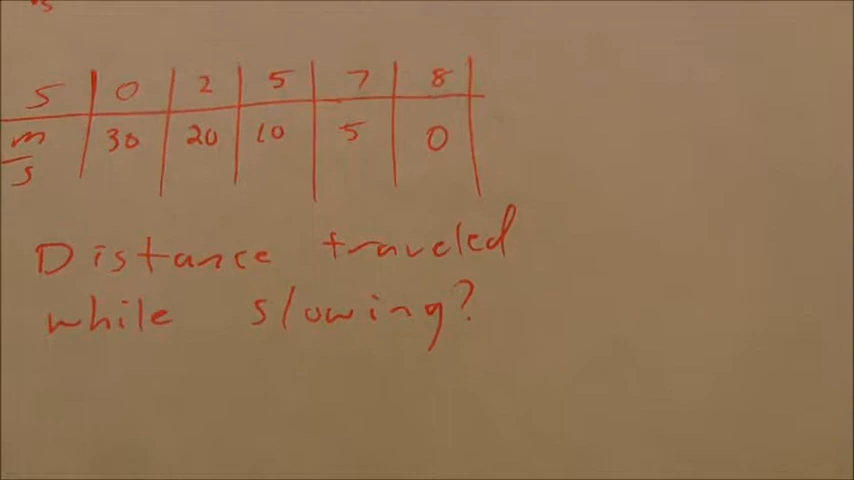 s 0 2 5 7 8
m/s 30 20 10 5 0
Distance traveled
while slowing?